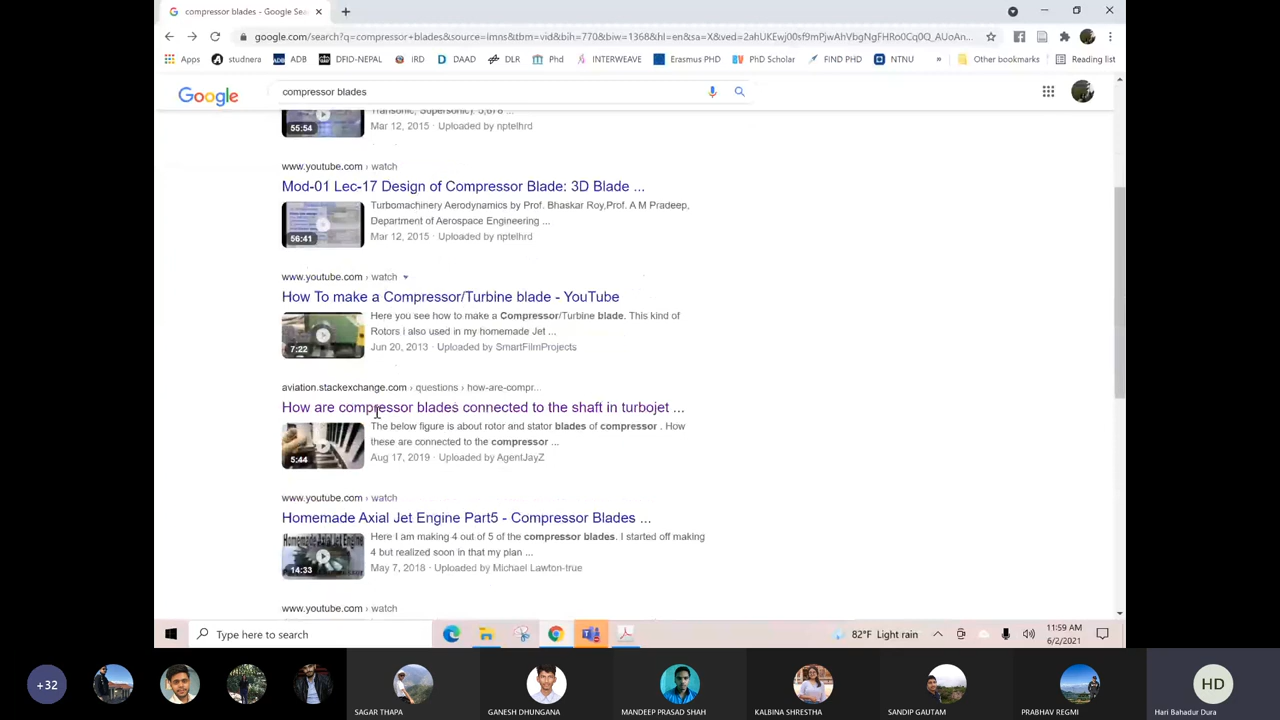 compressor blades - Google Sea
google.com/search?q=compressor+blades&source=lmns&tbm=vid&bih=770&biw=1368&hl=en&sa=X&ved=
Apps studnera ADB DFID-NEPAL IRD DAAD DLR Phd INTERWEAVE Erasmus PHD PhD Scholar FIND PHD NTNU » Other bookmarks Reading list
Google compressor blades
Transonic, Supersonic). 5,678 ...
55:54
Mar 12, 2015 · Uploaded by nptelhrd
www.youtube.com › watch
Mod-01 Lec-17 Design of Compressor Blade: 3D Blade ...
Turbomachinery Aerodynamics by Prof. Bhaskar Roy,Prof. A M Pradeep,
Department of Aerospace Engineering ...
56:41
Mar 12, 2015 · Uploaded by nptelhrd
www.youtube.com › watch
How To make a Compressor/Turbine blade - YouTube
Here you see how to make a Compressor/Turbine blade. This kind of
Rotors i also used in my homemade Jet ...
7:22
Jun 20, 2013 · Uploaded by SmartFilmProjects
aviation.stackexchange.com › questions › how-are-compr...
How are compressor blades connected to the shaft in turbojet ...
The below figure is about rotor and stator blades of compressor . How
these are connected to the compressor ...
5:44
Aug 17, 2019 · Uploaded by AgentJayZ
www.youtube.com › watch
Homemade Axial Jet Engine Part5 - Compressor Blades ...
Homemade Axial Jet Engine
Here I am making 4 out of 5 of the compressor blades. I started off making
4 but realized soon in that my plan ...
14:33
May 7, 2018 · Uploaded by Michael Lawton-true
www.youtube.com › watch
Type here to search
82°F Light rain
11:59 AM
6/2/2021
+32
HD
SAGAR THAPA
GANESH DHUNGANA
MANDEEP PRASAD SHAH
KALBINA SHRESTHA
SANDIP GAUTAM
PRABHAV REGMI
Hari Bahadur Dura